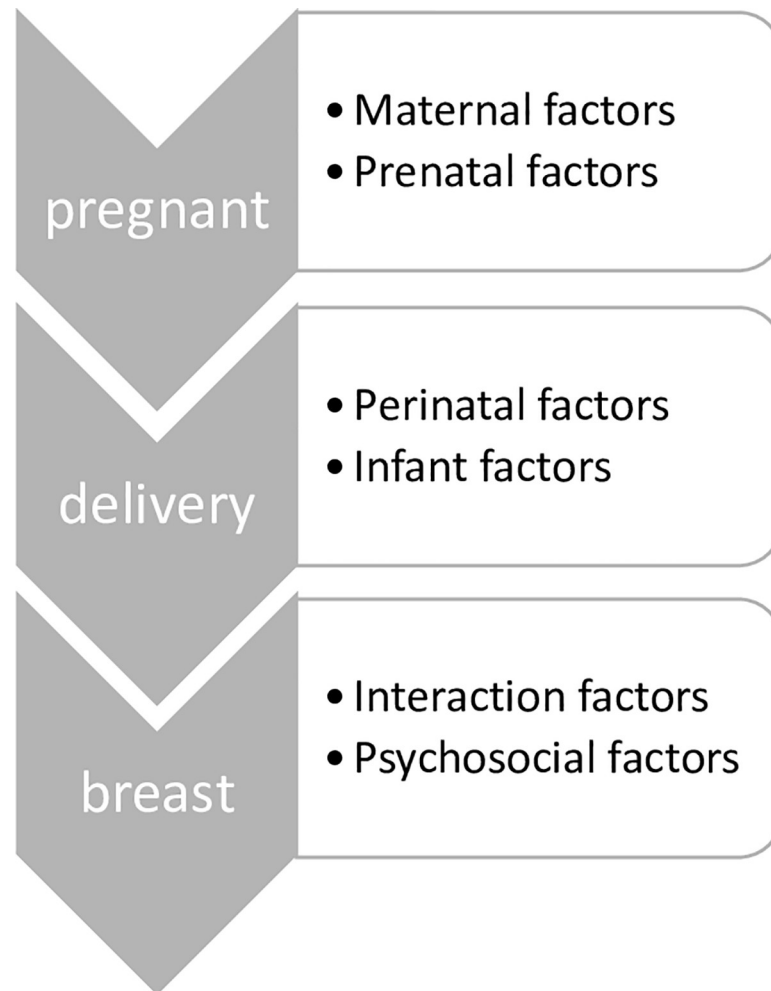 pregnant
• Maternal factors
• Prenatal factors
delivery
• Perinatal factors
• Infant factors
breast
• Interaction factors
• Psychosocial factors